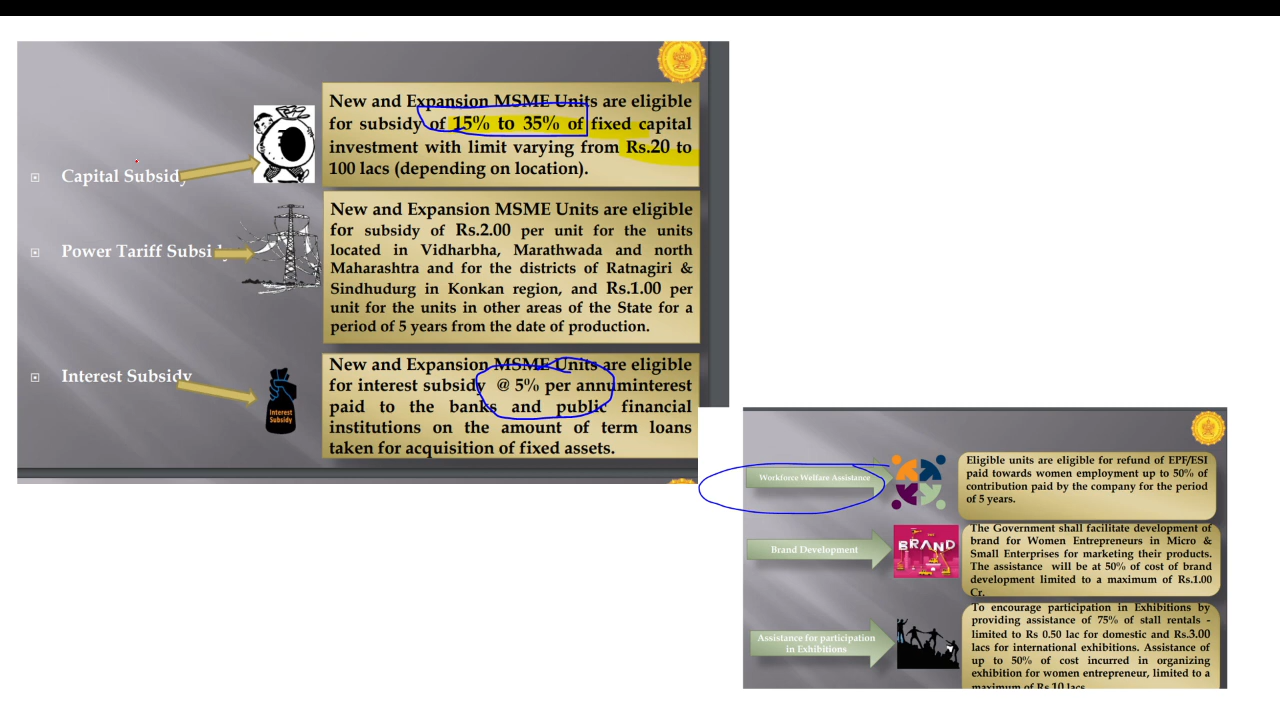 New and Expansion MSME Units are eligible
for subsidy of 15% to 35% of fixed capital
investment with limit varying from Rs.20 to
100 lacs (depending on location).
Capital Subsidy
New and Expansion MSME Units are eligible
for subsidy of Rs.2.00 per unit for the units
located in Vidharbha, Marathwada and north
Maharashtra and for the districts of Ratnagiri &
Sindhudurg in Konkan region, and Rs.1.00 per
unit for the units in other areas of the State for a
period of 5 years from the date of production.
Power Tariff Subsi
New and Expansion MSME Units are eligible
for interest subsidy @ 5% per annuminterest
paid to the banks and public financial
institutions on the amount of term loans
taken for acquisition of fixed assets.
Interest Subsidy
Interest
Subsidy
Workforce Welfare Assistance
Eligible units are eligible for refund of EPF/ESI
paid towards women employment up to 50% of
contribution paid by the company for the period
of 5 years.
Brand Development
BRAND
The Government shall facilitate development of
brand for Women Entrepreneurs in Micro &
Small Enterprises for marketing their products.
The assistance will be at 50% of cost of brand
development limited to a maximum of Rs.1.00
Cr.
Assistance for participation
in Exhibitions
To encourage participation in Exhibitions by
providing assistance of 75% of stall rentals -
limited to Rs 0.50 lac for domestic and Rs.3.00
lacs for international exhibitions. Assistance of
up to 50% of cost incurred in organizing
exhibition for women entrepreneur, limited to a
maximum of Rs 10 lacs